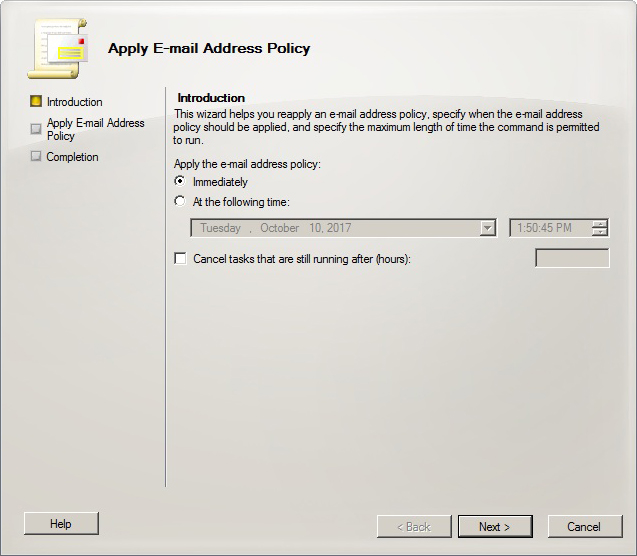 Apply E-mail Address Policy
Introduction
Apply E-mail Address
Policy
Completion
Introduction
This wizard helps you reapply an e-mail address policy, specify when the e-mail address
policy should be applied, and specify the maximum length of time the command is permitted
to run.
Apply the e-mail address policy:
Immediately
At the following time:
Tuesday , October 10, 2017
1:50:45 PM
Cancel tasks that are still running after (hours):
Help
< Back
Next >
Cancel